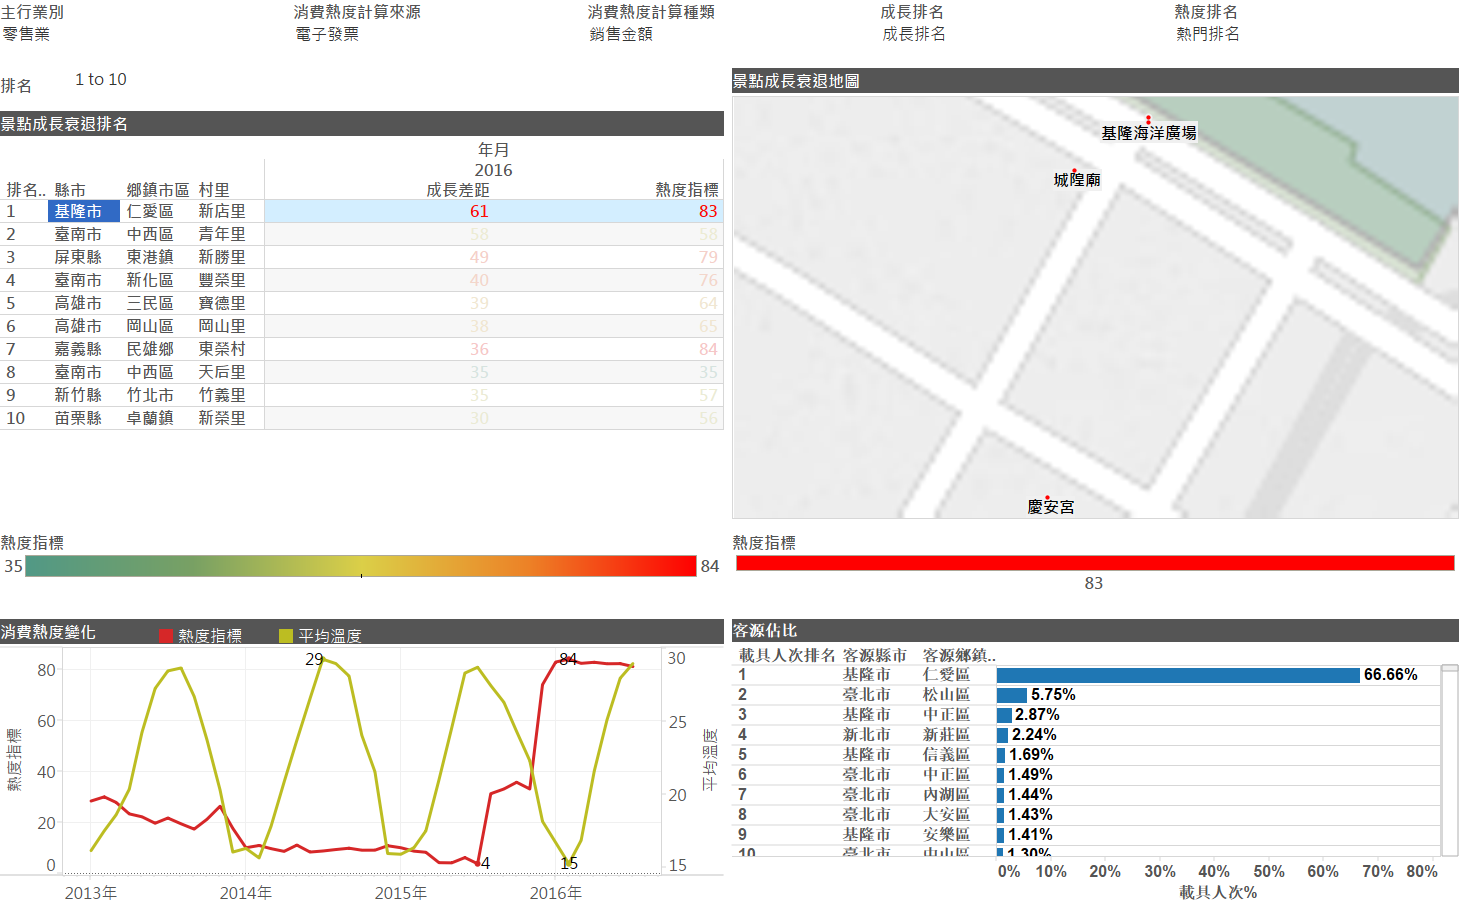 主行業別 消費熱度計算來源 消費熱度計算種類 成長排名 熱度排名
零售業 電子發票 銷售金額 成長排名 熱門排名
排名 1 to 10
景點成長衰退排名
年月
2016
排名.. 縣市 鄉鎮市區 村里 成長差距 熱度指標
1 基隆市 仁愛區 新店里 61 83
2 臺南市 中西區 青年里 58 58
3 屏東縣 東港鎮 新勝里 49 79
4 臺南市 新化區 豐榮里 40 76
5 高雄市 三民區 寶德里 39 64
6 高雄市 岡山區 岡山里 38 65
7 嘉義縣 民雄鄉 東榮村 36 84
8 臺南市 中西區 天后里 35 35
9 新竹縣 竹北市 竹義里 35 57
10 苗栗縣 卓蘭鎮 新榮里 30 56
景點成長衰退地圖
基隆海洋廣場
城隍廟
慶安宮
熱度指標
35 84
熱度指標
83
消費熱度變化 熱度指標 平均溫度
熱度指標
80
60
40
20
0
29
84
4
15
30
25
20
15
平均溫度
2013年 2014年 2015年 2016年
客源佔比
載具人次排名 客源縣市 客源鄉鎮..
1 基隆市 仁愛區 66.66%
2 臺北市 松山區 5.75%
3 基隆市 中正區 2.87%
4 新北市 新莊區 2.24%
5 基隆市 信義區 1.69%
6 臺北市 中正區 1.49%
7 臺北市 內湖區 1.44%
8 臺北市 大安區 1.43%
9 基隆市 安樂區 1.41%
10 臺北市 中山區 1.30%
0% 10% 20% 30% 40% 50% 60% 70% 80%
載具人次%